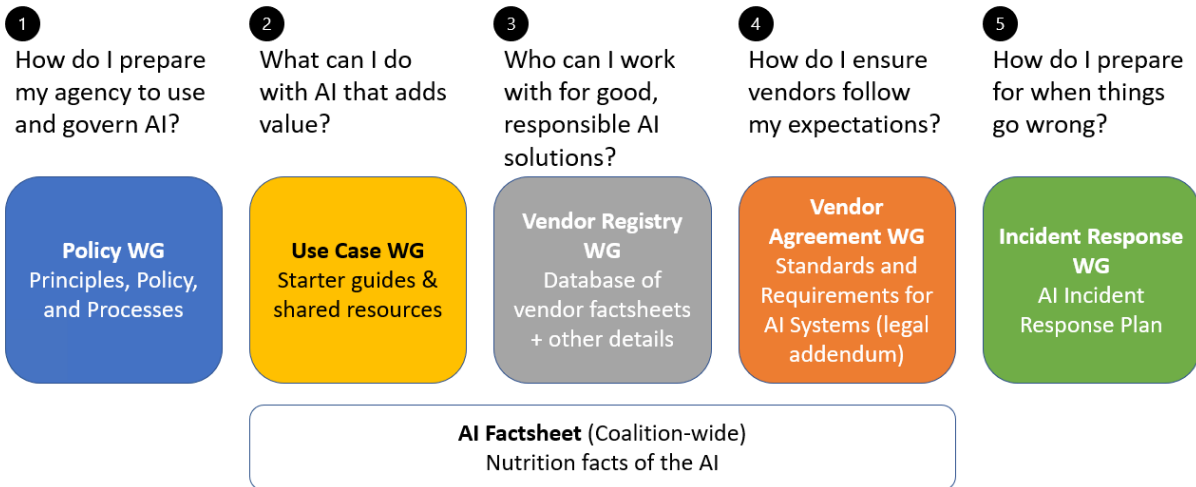 1
How do I prepare
my agency to use
and govern AI?
2
What can I do
with AI that adds
value?
3
Who can I work
with for good,
responsible AI
solutions?
4
How do I ensure
vendors follow
my expectations?
5
How do I prepare
for when things
go wrong?
Policy WG
Principles, Policy,
and Processes
Use Case WG
Starter guides &
shared resources
Vendor Registry
WG
Database of
vendor factsheets
+ other details
Vendor
Agreement WG
Standards and
Requirements for
AI Systems (legal
addendum)
Incident Response
WG
AI Incident
Response Plan
AI Factsheet (Coalition-wide)
Nutrition facts of the AI